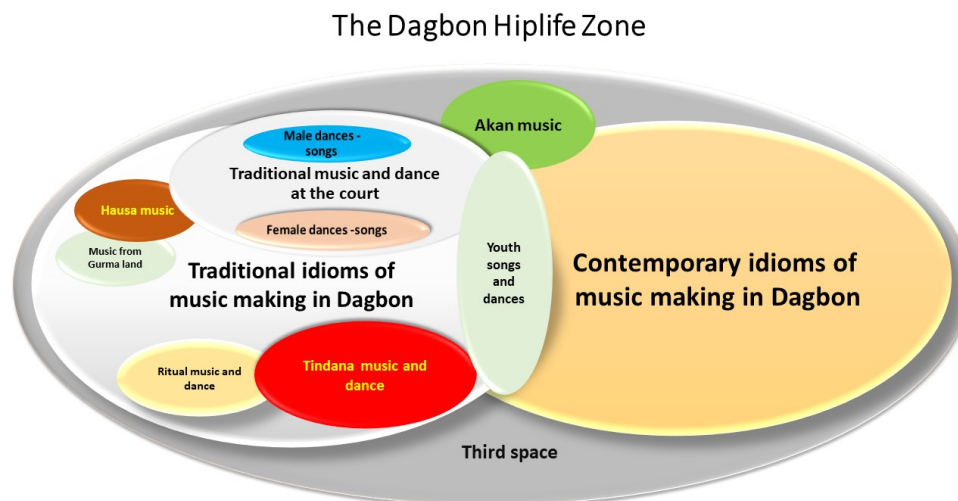 The Dagbon Hiplife Zone
Akan music
Male dances -
songs
Traditional music and dance
at the court
Hausa music
Female dances -songs
Music from
Gurma land
Traditional idioms of
music making in Dagbon
Youth
songs
and
dances
Contemporary idioms of
music making in Dagbon
Ritual music and
dance
Tindana music and
dance
Third space